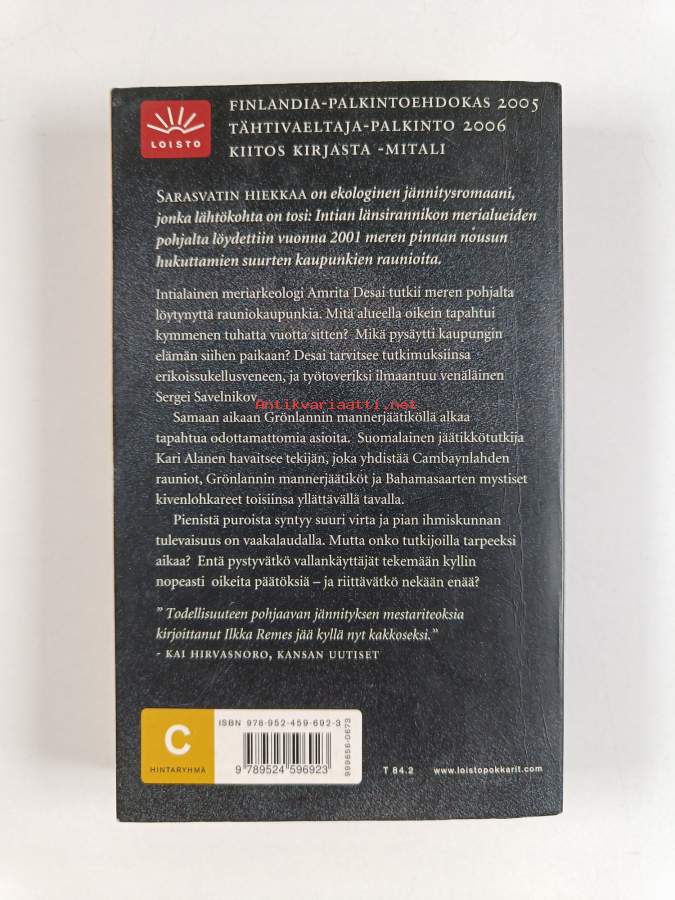 LOISTO
FINLANDIA-PALKINTOEHDOKAS 2005
TÄHTIVAELTAJA-PALKINTO 2006
KIITOS KIRJASTA -MITALI
SARASVATIN HIEKKAA on ekologinen jännitysromaani,
jonka lähtökohta on tosi: Intian länsirannikon merialueiden
pohjalta löydettiin vuonna 2001 meren pinnan nousun
hukuttamien suurten kaupunkien raunioita.
Intialainen meriarkeologi Amrita Desai tutkii meren pohjalta
löytynyttä rauniokaupunkia. Mitä alueella oikein tapahtui
kymmenen tuhatta vuotta sitten? Mikä pysäytti kaupungin
elämän siihen paikkaan? Desai tarvitsee tutkimuksiinsa
erikoissukellusveneen, ja työtoveriksi ilmaantuu venäläinen
Sergei Savelnikov.
Antikvariaatti.net
Samaan aikaan Grönlannin mannerjäätiköllä alkaa
tapahtua odottamattomia asioita. Suomalainen jäätikkötutkija
Kari Alanen havaitsee tekijän, joka yhdistää Cambaynlahden
rauniot, Grönlannin mannerjäätiköt ja Bahamasaarten mystiset
kivenlohkareet toisiinsa yllättävällä tavalla.
Pienistä puroista syntyy suuri virta ja pian ihmiskunnan
tulevaisuus on vaakalaudalla. Mutta onko tutkijoilla tarpeeksi
aikaa? Entä pystyvätkö vallankäyttäjät tekemään kyllin
nopeasti oikeita päätöksiä – ja riittävätkö nekään enää?
” Todellisuuteen pohjaavan jännityksen mestariteoksia
kirjoittanut Ilkka Remes jää kyllä nyt kakkoseksi.”
- KAI HIRVASNORO, KANSAN UUTISET
C
HINTARYHMÄ
ISBN 978-952-459-692-3
9 789524 596923
999856-0673
T 84.2
www.loistopokkarit.com